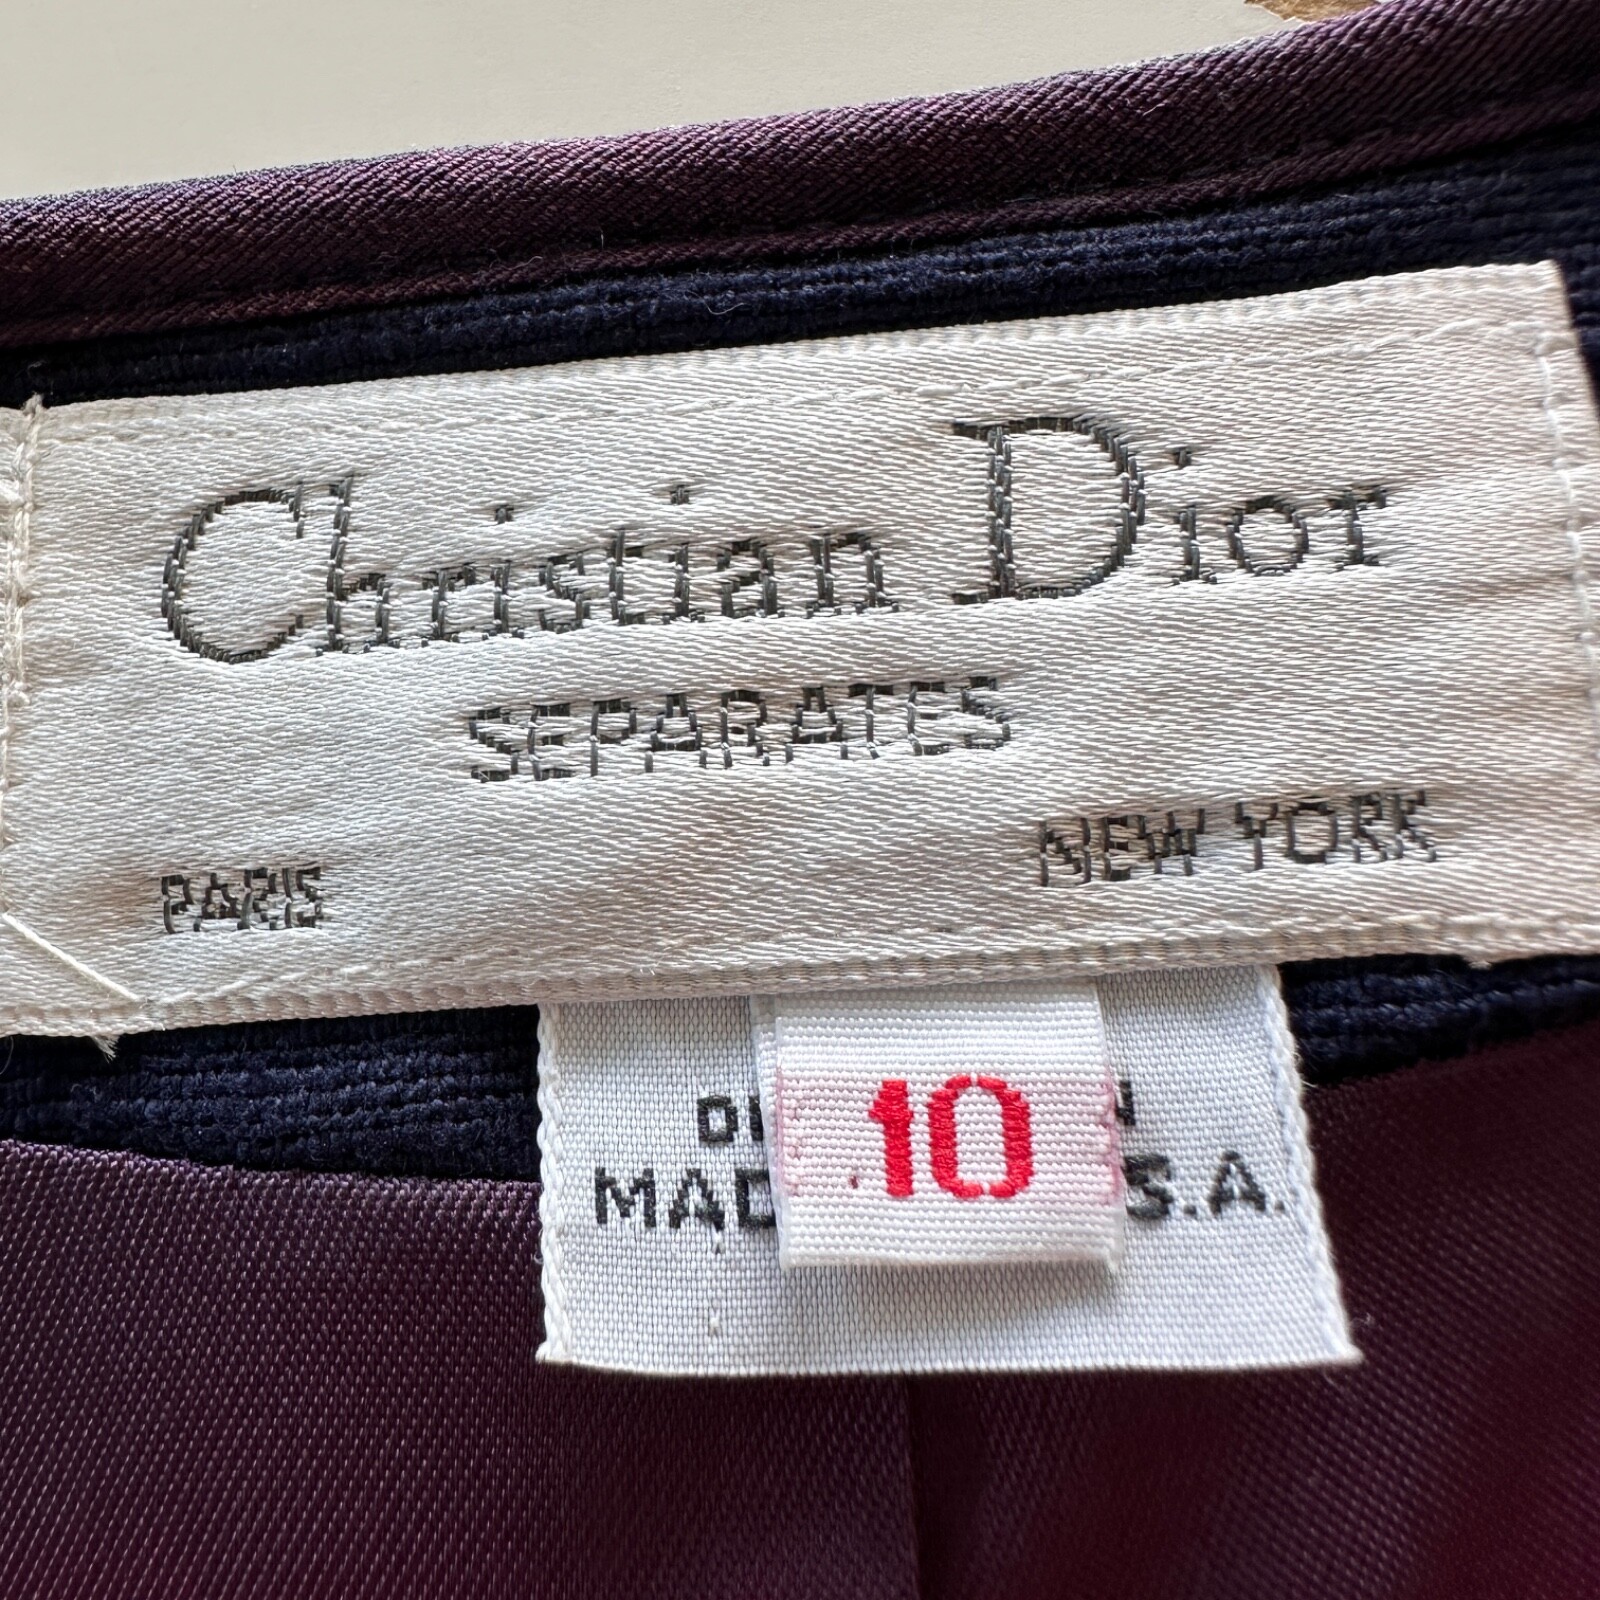 Christian Dior
SEPARATES
PARIS NEW YORK
10